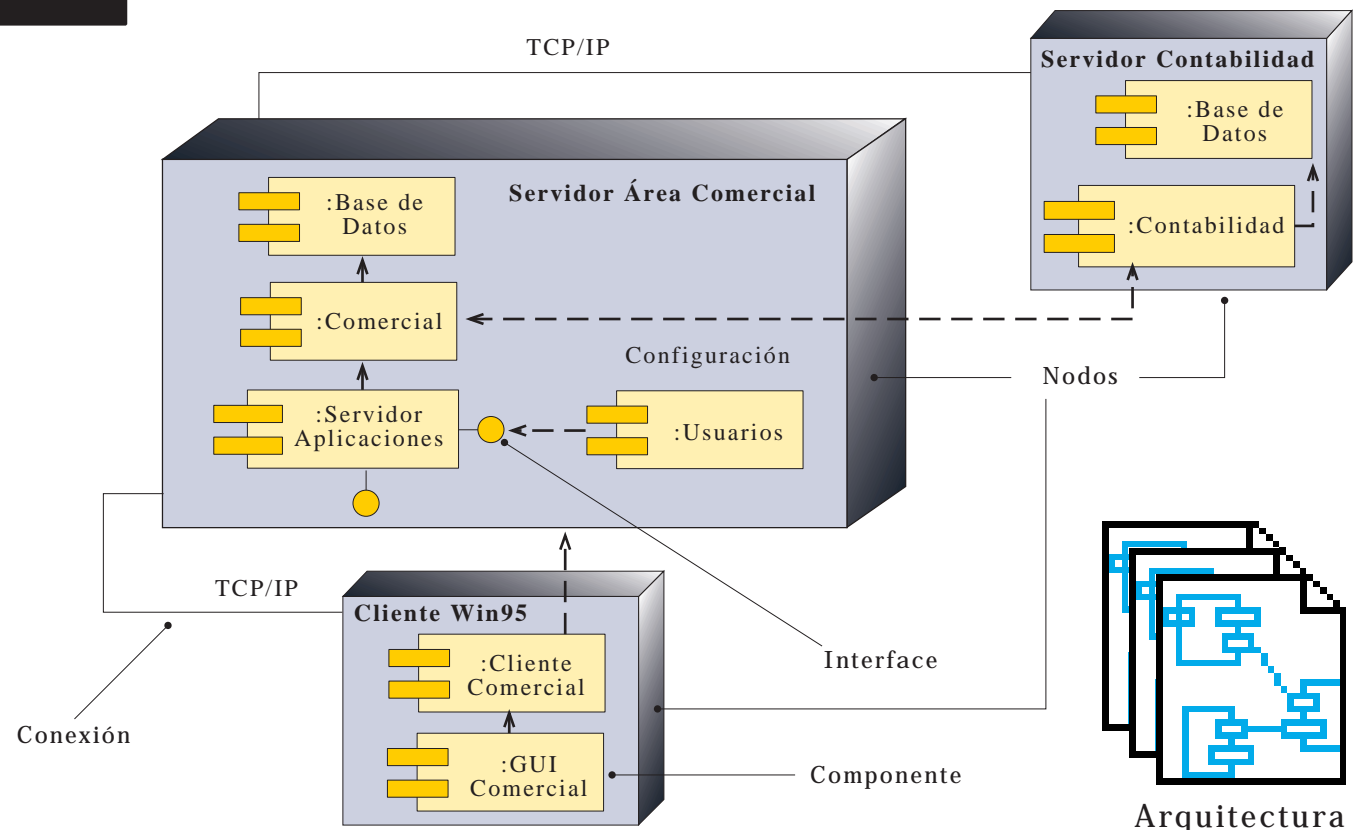 TCP/IP
Servidor Contabilidad
:Base de
Datos
:Contabilidad
Servidor Área Comercial
:Base de
Datos
:Comercial
Configuración
:Servidor
Aplicaciones
:Usuarios
Nodos
TCP/IP
Cliente Win95
:Cliente
Comercial
:GUI
Comercial
Interface
Conexión
Componente
Arquitectura